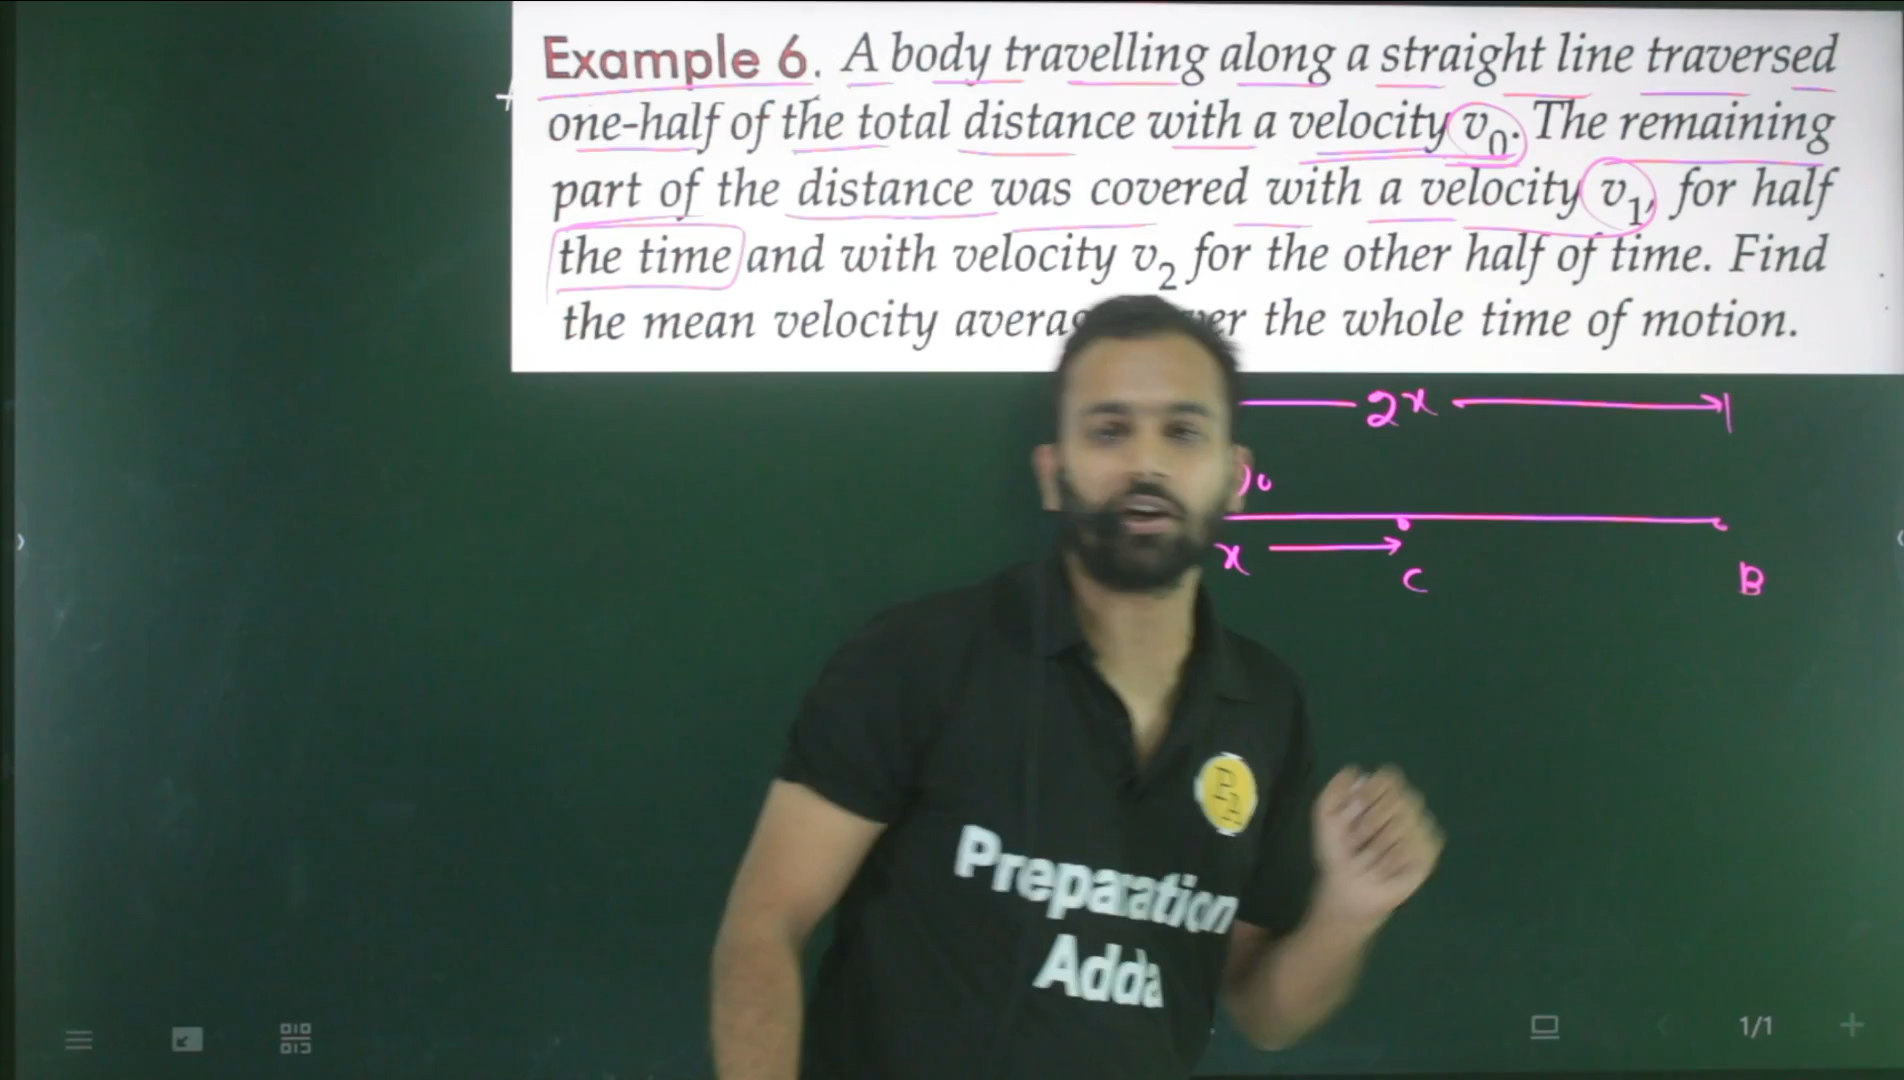 Example 6. A body travelling along a straight line traversed
one-half of the total distance with a velocity v₀. The remaining
part of the distance was covered with a velocity v₁, for half
the time and with velocity v₂ for the other half of time. Find
the mean velocity the whole time of motion.
2x
x
C
B
PA
Preparation
Adda
1/1